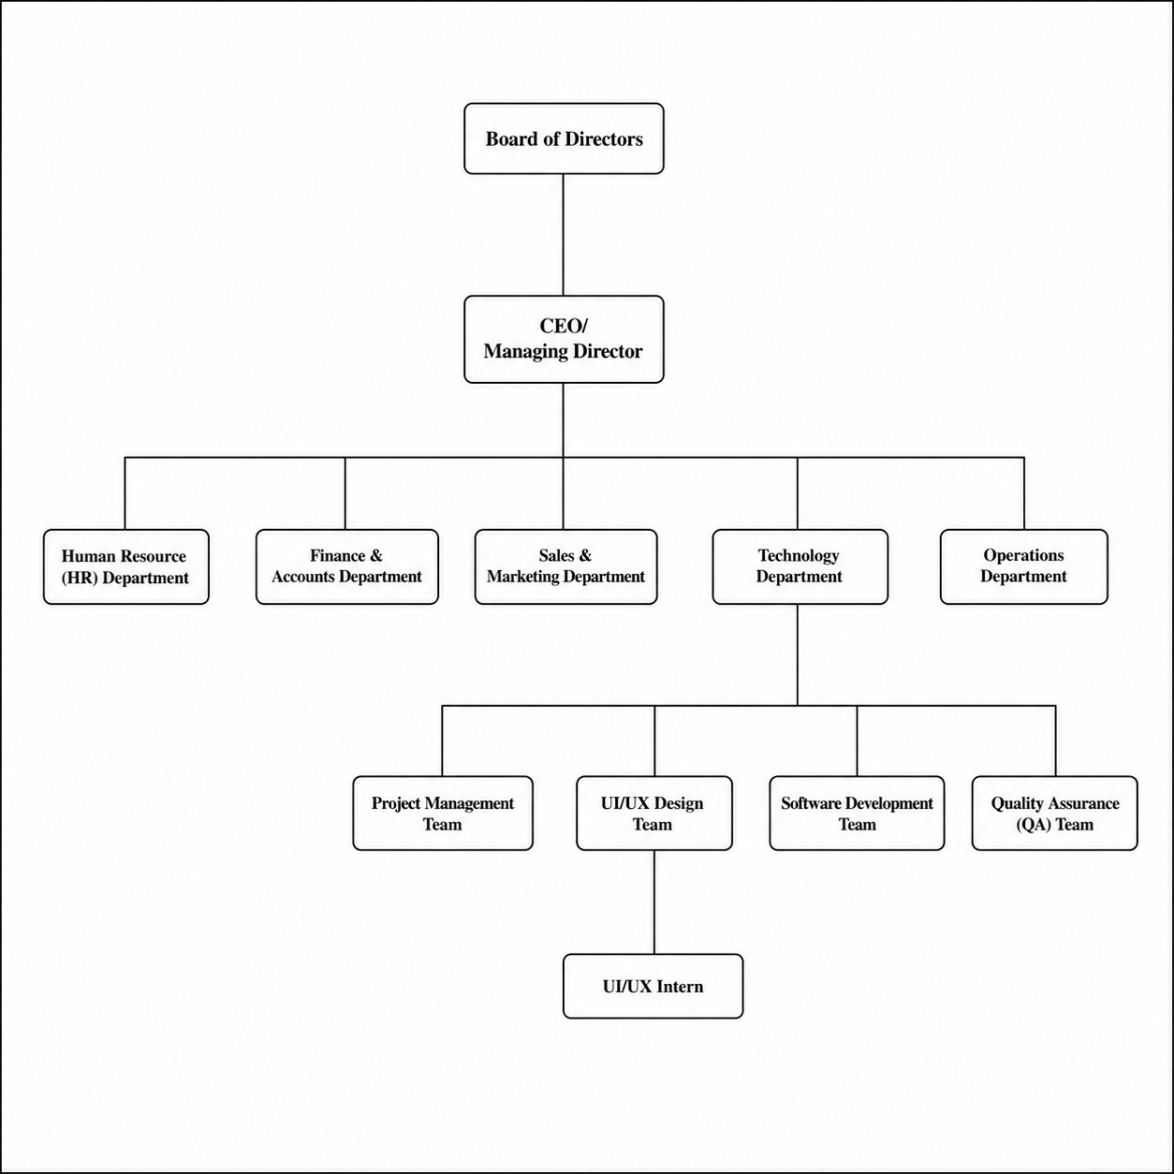 Board of Directors
CEO/
Managing Director
Human Resource
(HR) Department
Finance &
Accounts Department
Sales &
Marketing Department
Technology
Department
Operations
Department
Project Management
Team
UI/UX Design
Team
Software Development
Team
Quality Assurance
(QA) Team
UI/UX Intern